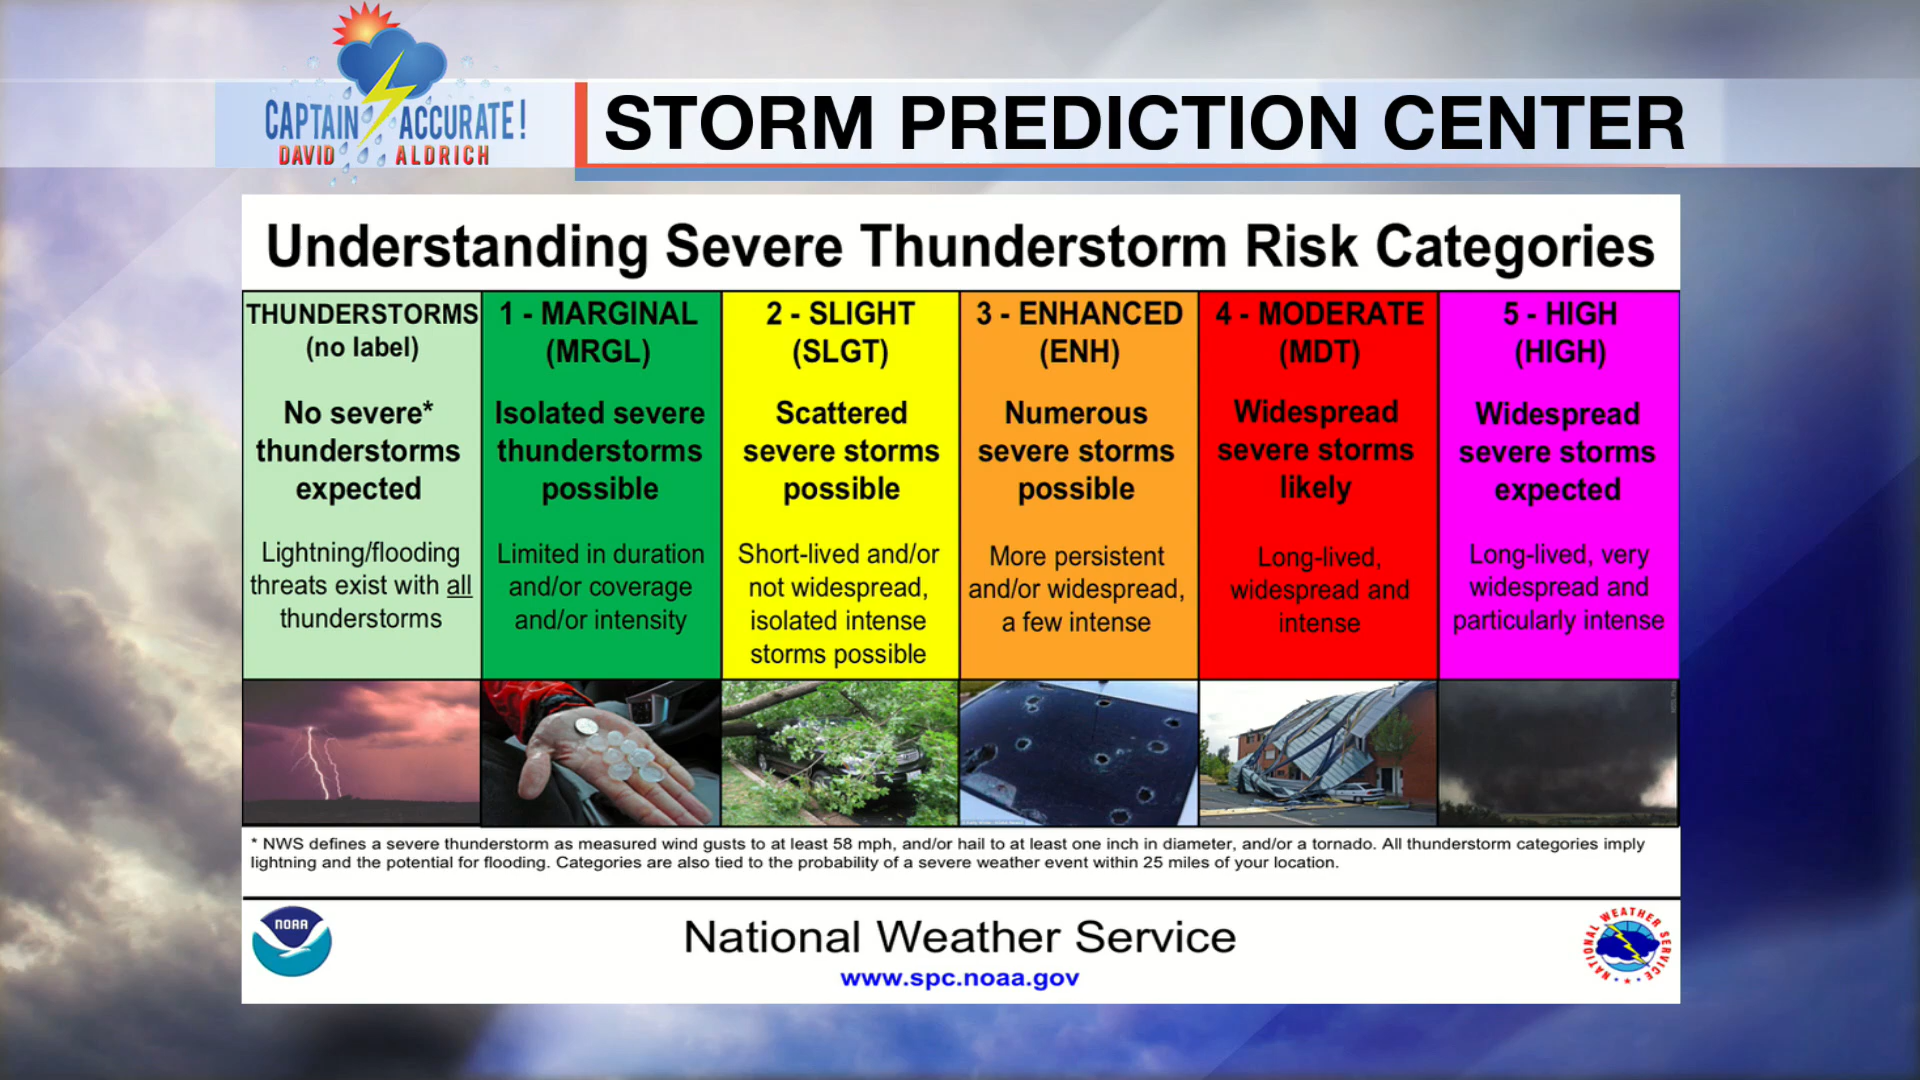 CAPTAIN ACCURATE!
DAVID ALDRICH
STORM PREDICTION CENTER
Understanding Severe Thunderstorm Risk Categories
THUNDERSTORMS
(no label)
No severe*
thunderstorms
expected
Lightning/flooding
threats exist with all
thunderstorms
1 - MARGINAL
(MRGL)
Isolated severe
thunderstorms
possible
Limited in duration
and/or coverage
and/or intensity
2 - SLIGHT
(SLGT)
Scattered
severe storms
possible
Short-lived and/or
not widespread,
isolated intense
storms possible
3 - ENHANCED
(ENH)
Numerous
severe storms
possible
More persistent
and/or widespread,
a few intense
4 - MODERATE
(MDT)
Widespread
severe storms
likely
Long-lived,
widespread and
intense
5 - HIGH
(HIGH)
Widespread
severe storms
expected
Long-lived, very
widespread and
particularly intense
* NWS defines a severe thunderstorm as measured wind gusts to at least 58 mph, and/or hail to at least one inch in diameter, and/or a tornado. All thunderstorm categories imply
lightning and the potential for flooding. Categories are also tied to the probability of a severe weather event within 25 miles of your location.
NOAA
National Weather Service
www.spc.noaa.gov
NATIONAL WEATHER SERVICE